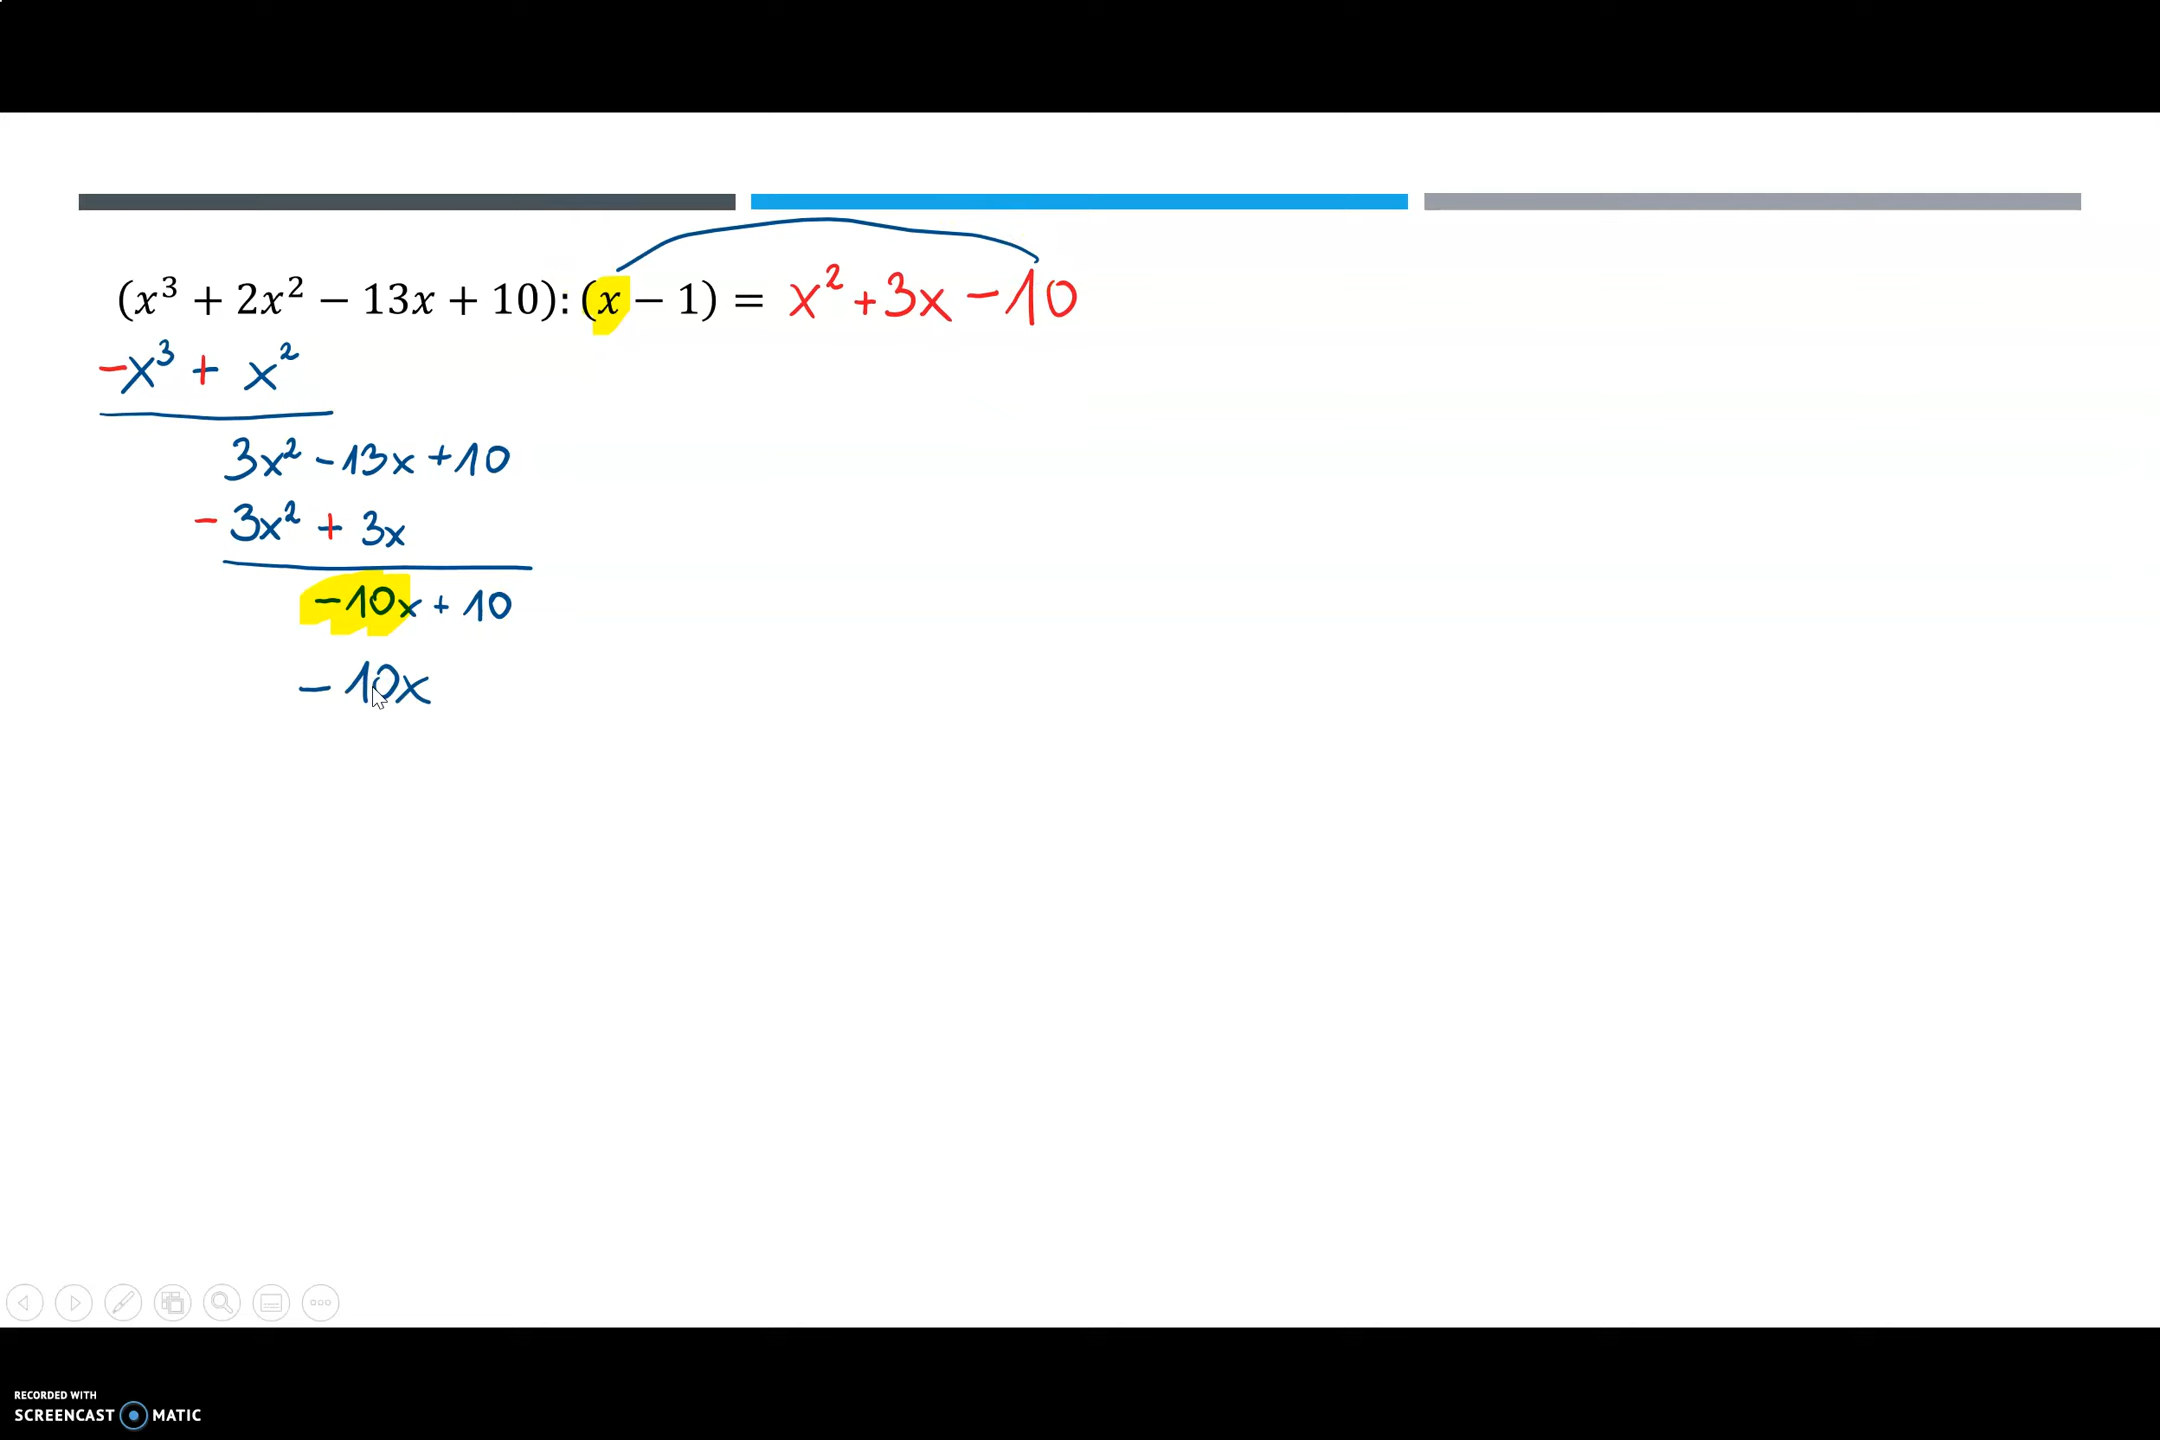 (x³ + 2x² − 13x + 10): (x − 1) = x² + 3x − 10
−x³ + x²
3x² − 13x + 10
− 3x² + 3x
−10x + 10
− 10x
RECORDED WITH
SCREENCAST MATIC